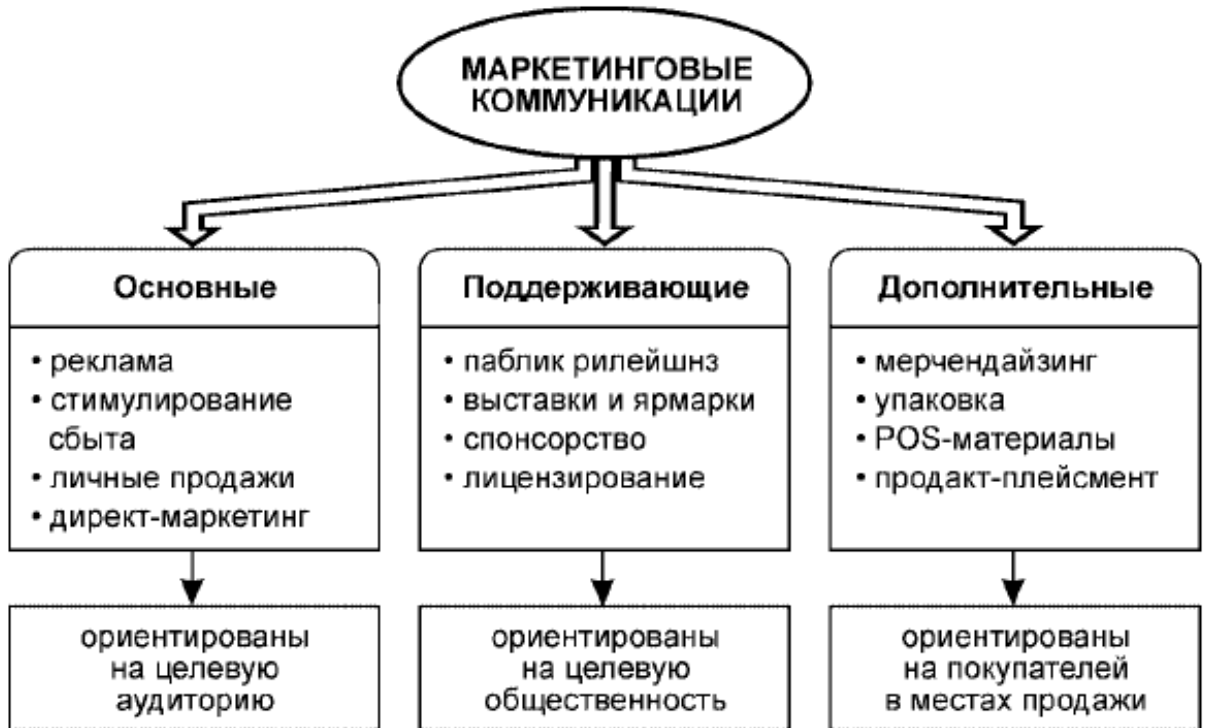 МАРКЕТИНГОВЫЕ
КОММУНИКАЦИИ
Основные
• реклама
• стимулирование
сбыта
• личные продажи
• директ-маркетинг
ориентированы
на целевую
аудиторию
Поддерживающие
• паблик рилейшнз
• выставки и ярмарки
• спонсорство
• лицензирование
ориентированы
на целевую
общественность
Дополнительные
• мерчендайзинг
• упаковка
• POS-материалы
• продакт-плейсмент
ориентированы
на покупателей
в местах продажи